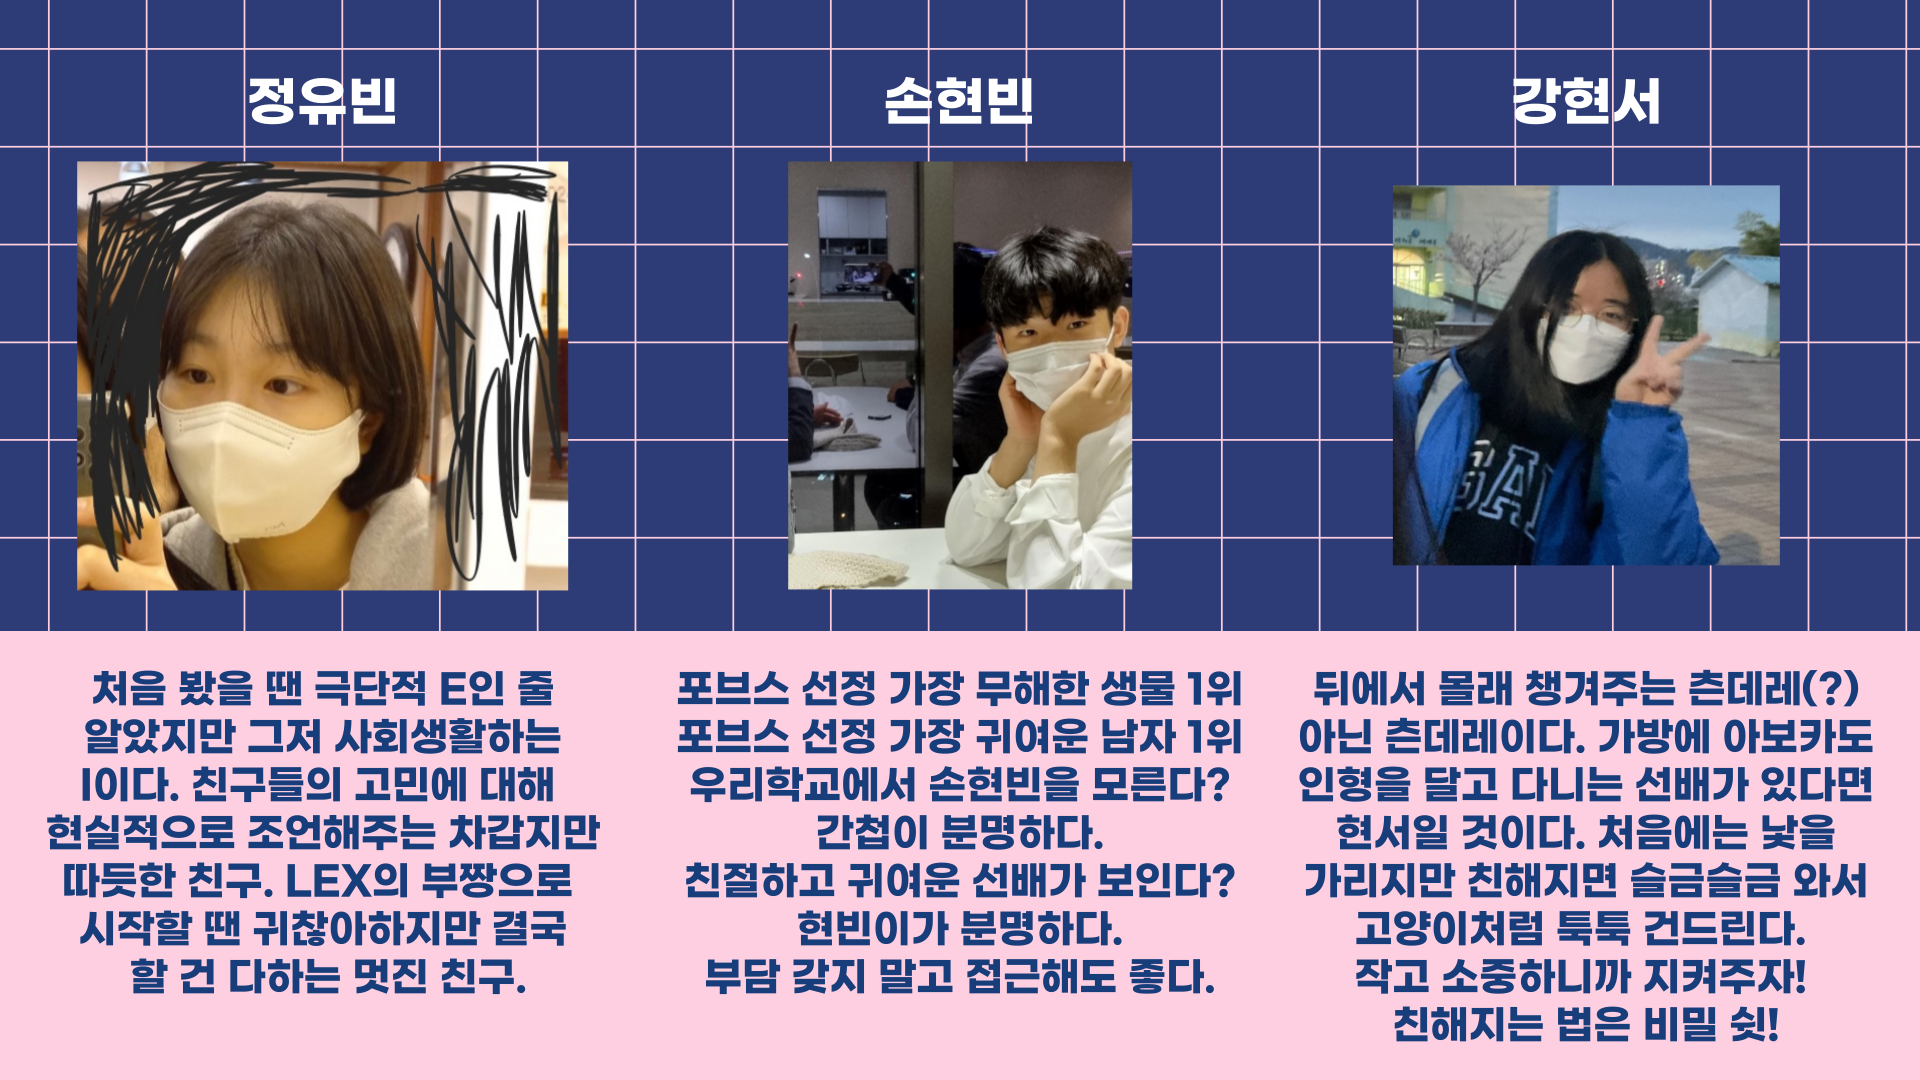 정유빈
손현빈
강현서
GAP
처음 봤을 땐 극단적 E인 줄
알았지만 그저 사회생활하는
I이다. 친구들의 고민에 대해
현실적으로 조언해주는 차갑지만
따듯한 친구. LEX의 부짱으로
시작할 땐 귀찮아하지만 결국
할 건 다하는 멋진 친구.
포브스 선정 가장 무해한 생물 1위
포브스 선정 가장 귀여운 남자 1위
우리학교에서 손현빈을 모른다?
간첩이 분명하다.
친절하고 귀여운 선배가 보인다?
현빈이가 분명하다.
부담 갖지 말고 접근해도 좋다.
뒤에서 몰래 챙겨주는 츤데레(?)
아닌 츤데레이다. 가방에 아보카도
인형을 달고 다니는 선배가 있다면
현서일 것이다. 처음에는 낯을
가리지만 친해지면 슬금슬금 와서
고양이처럼 툭툭 건드린다.
작고 소중하니까 지켜주자!
친해지는 법은 비밀 쉿!